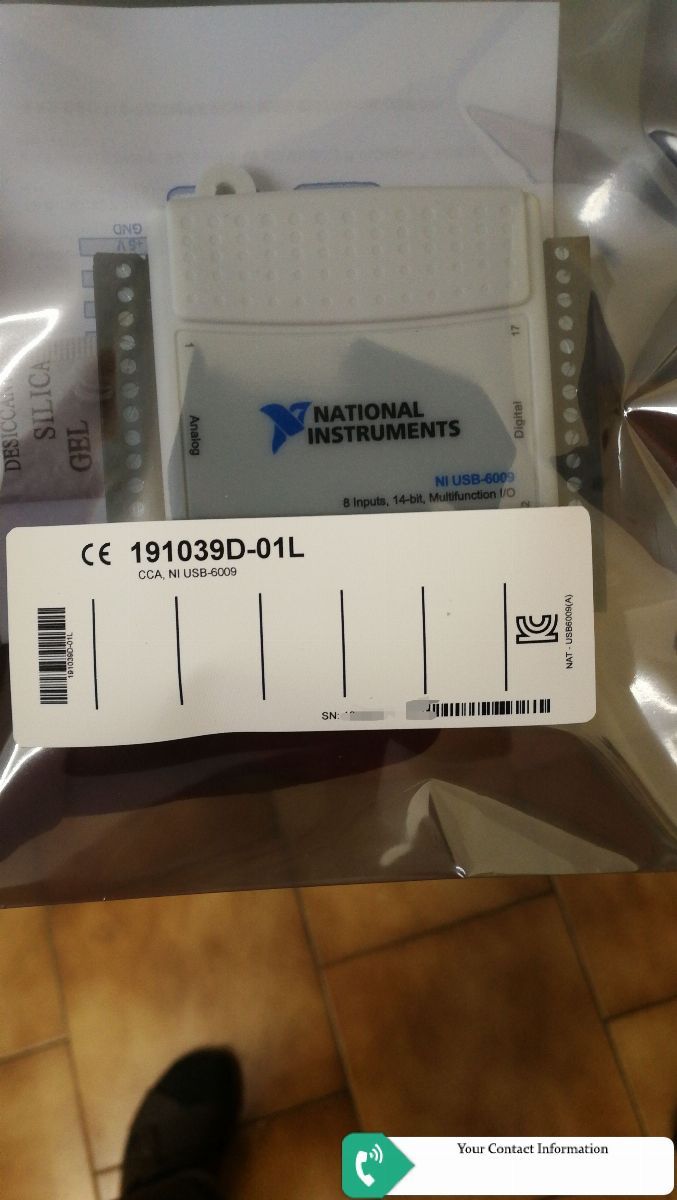 GND
+5 V
DESICCAN
SILICA
GEL
1
17
Analog
Digital
NATIONAL
INSTRUMENTS
NI USB-6009
8 Inputs, 14-bit, Multifunction I/O
CE 191039D-01L
CCA, NI USB-6009
191039D-01L
NAT - USB6009(A)
SN:
Your Contact Information